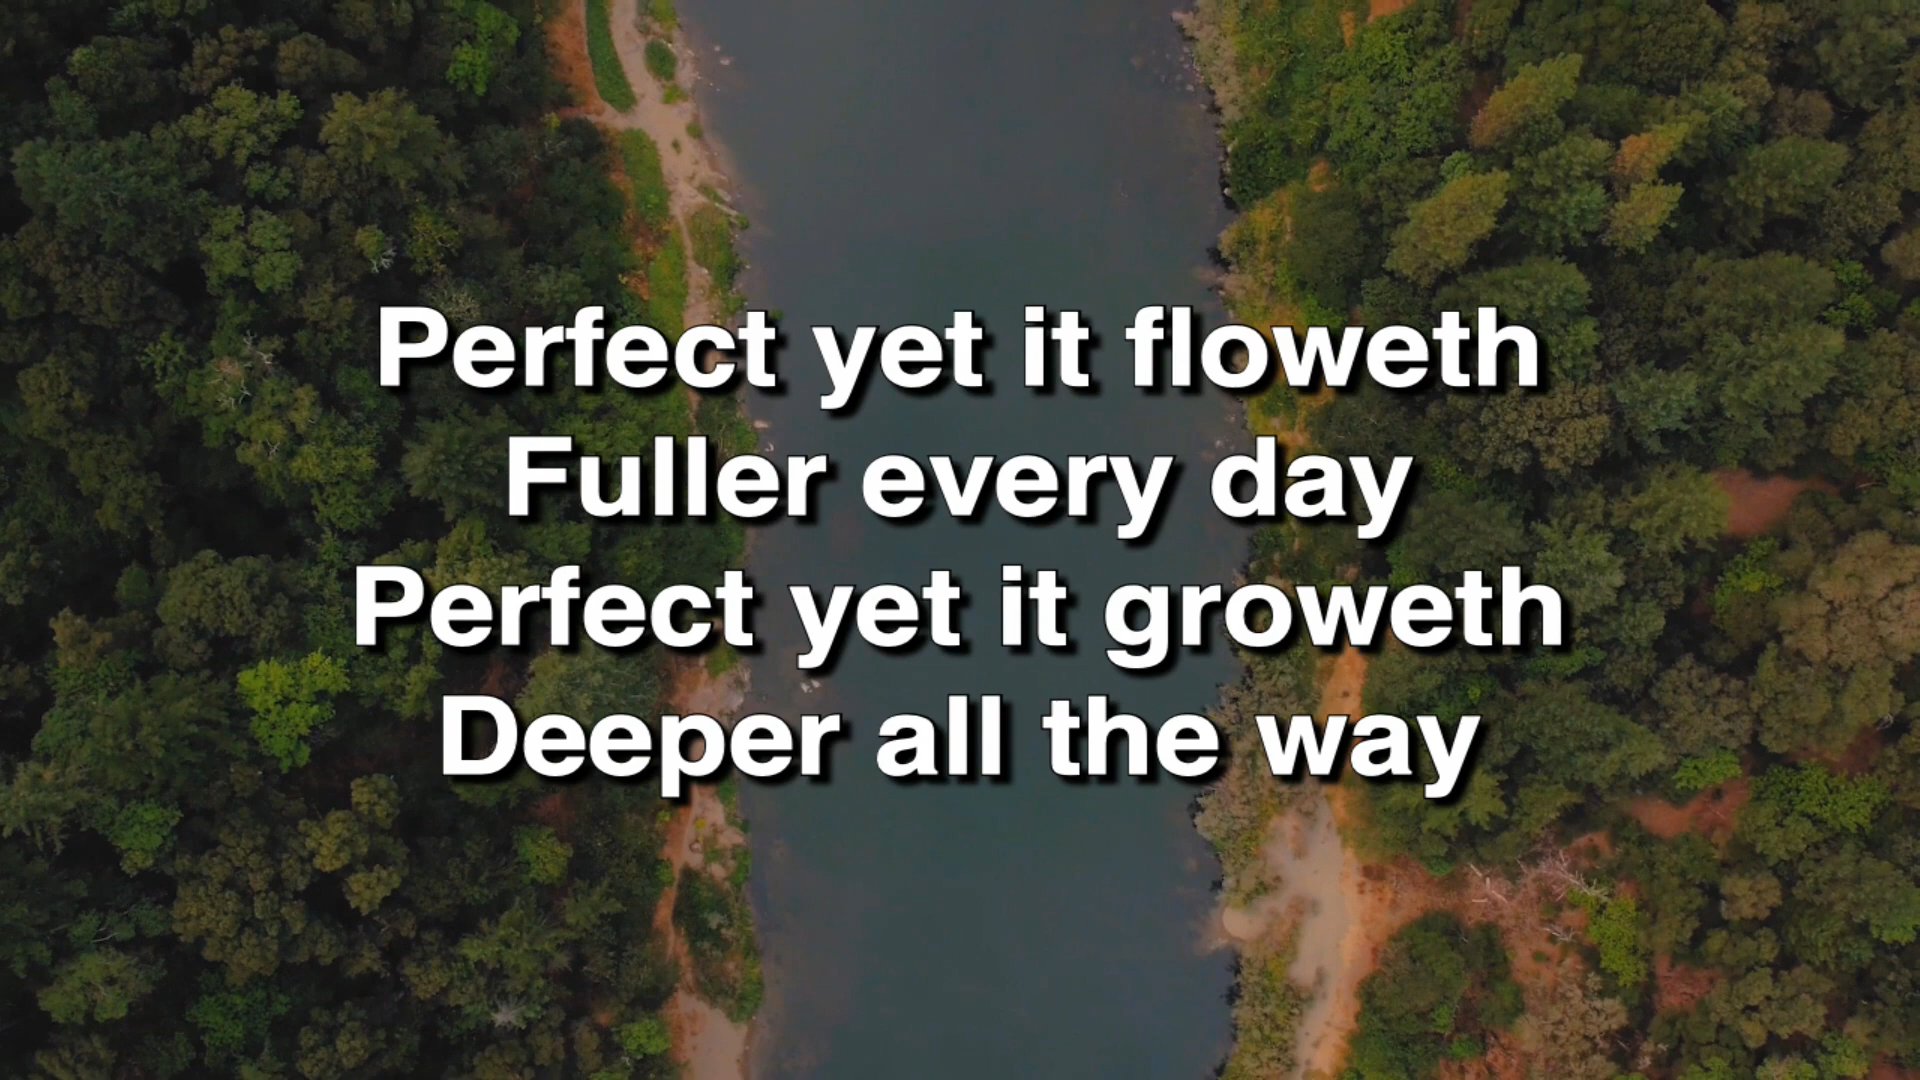 Perfect yet it floweth
Fuller every day
Perfect yet it groweth
Deeper all the way